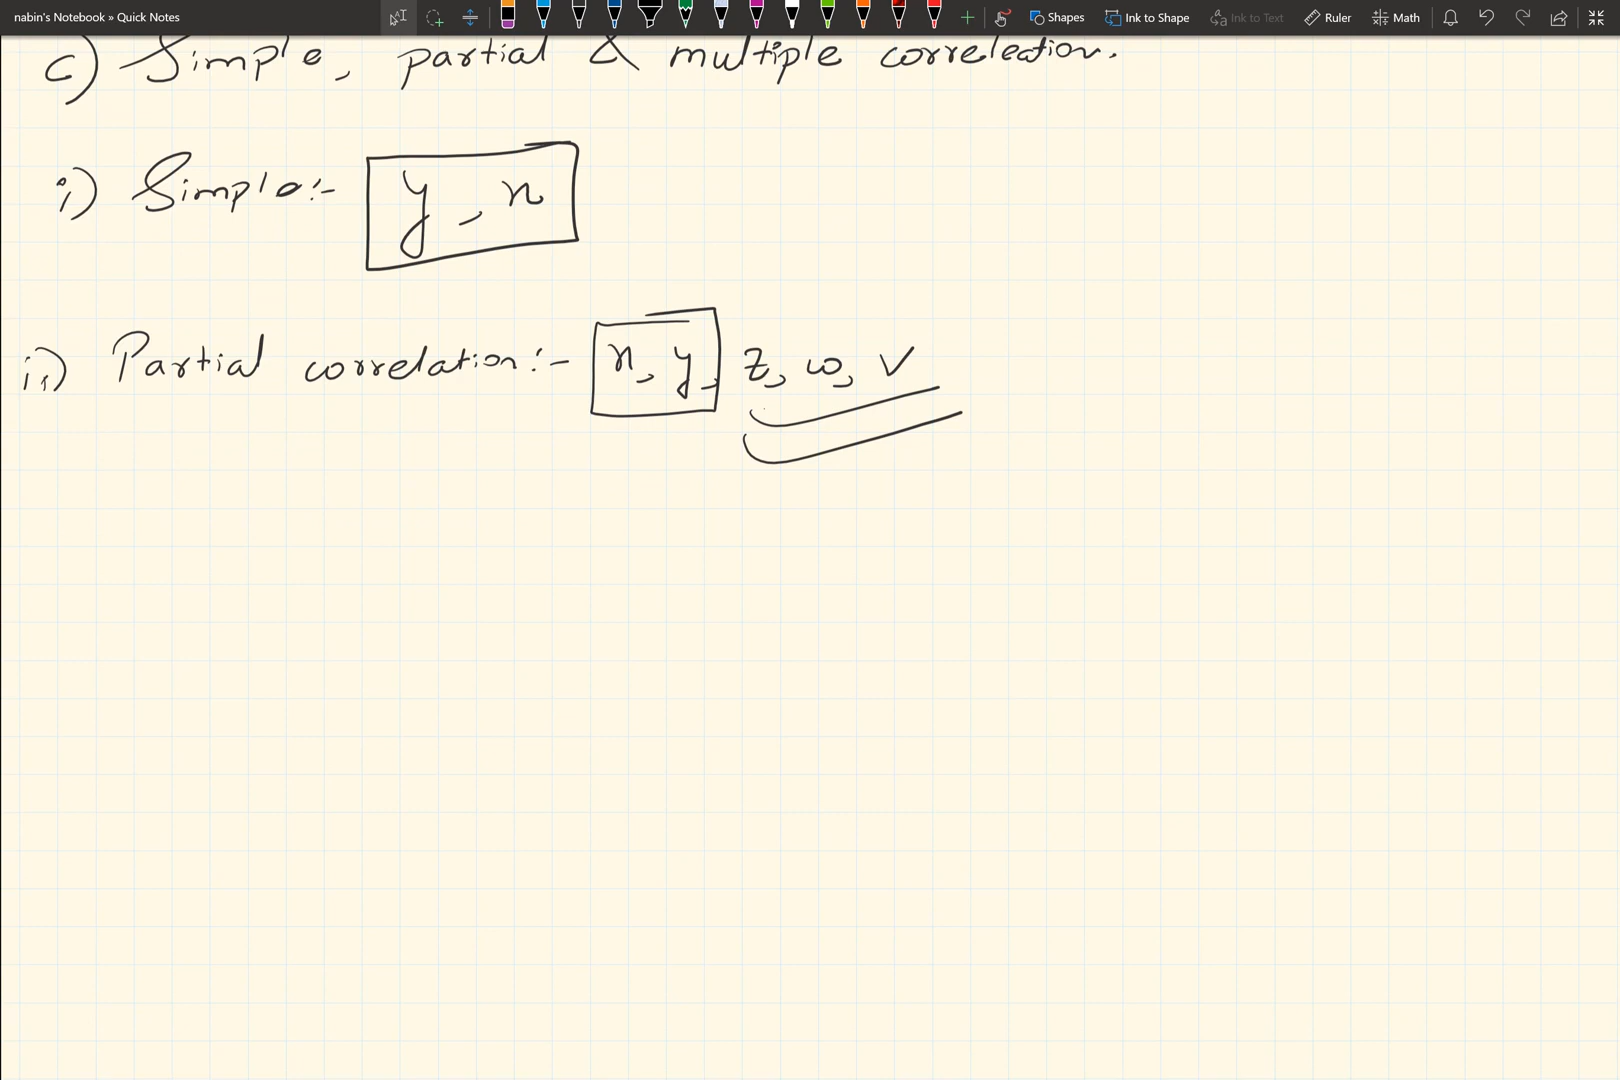 nabin's Notebook » Quick Notes
Shapes
Ink to Shape
Ink to Text
Ruler
Math
c) Simple, partial & multiple correleation.
i) Simple:- y, x
ii) Partial correlation:- x, y, z, w, v